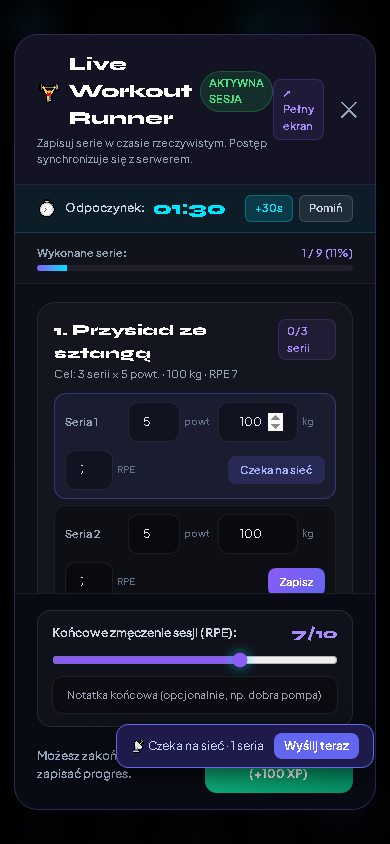 Live
Workout
Runner
AKTYWNA
SESJA
↗
Pełny
ekran
Zapisuj serie w czasie rzeczywistym. Postęp
synchronizuje się z serwerem.
Odpoczynek: 01:30 +30s Pomiń
Wykonane serie: 1 / 9 (11%)
1. Przysiad ze
sztangą
0/3
serii
Cel: 3 serii × 5 powt. · 100 kg · RPE 7
Seria 1 5 powt 100 kg
RPE Czeka na sieć
Seria 2 5 powt 100 kg
RPE Zapisz
Końcowe zmęczenie sesji (RPE): 7/10
Notatka końcowa (opcjonalnie, np. dobra pompa)
Możesz
zapisać progres.
Czeka na sieć · 1 seria Wyślij teraz
(+100 XP)